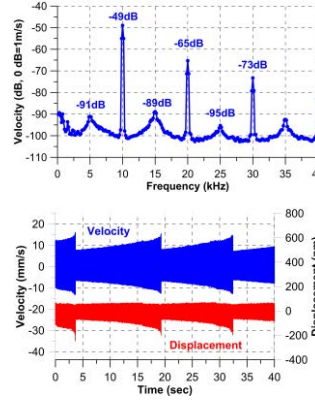 -40
-50
-60
-70
-80
-90
-100
-110
Velocity (dB, 0 dB=1m/s)
-49dB
-65dB
-73dB
-91dB
-89dB
-95dB
0 5 10 15 20 25 30 35
Frequency (kHz)
20
10
0
-10
-20
-30
-40
Velocity (mm/s)
Velocity
Displacement
800
600
400
200
0
-200
-400
0 5 10 15 20 25 30 35 40
Time (sec)